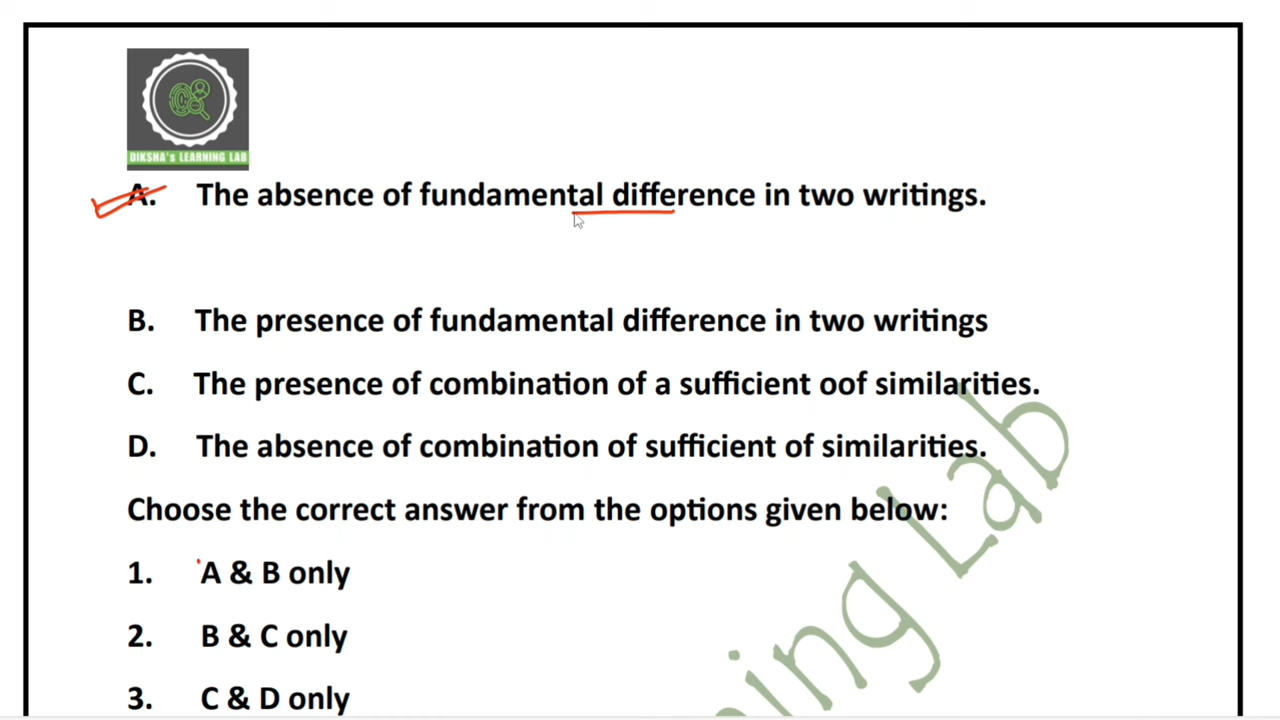 DIKSHA's LEARNING LAB
A. The absence of fundamental difference in two writings.
B. The presence of fundamental difference in two writings
C. The presence of combination of a sufficient oof similarities.
D. The absence of combination of sufficient of similarities.
Choose the correct answer from the options given below:
1. A & B only
2. B & C only
3. C & D only
ning Lab